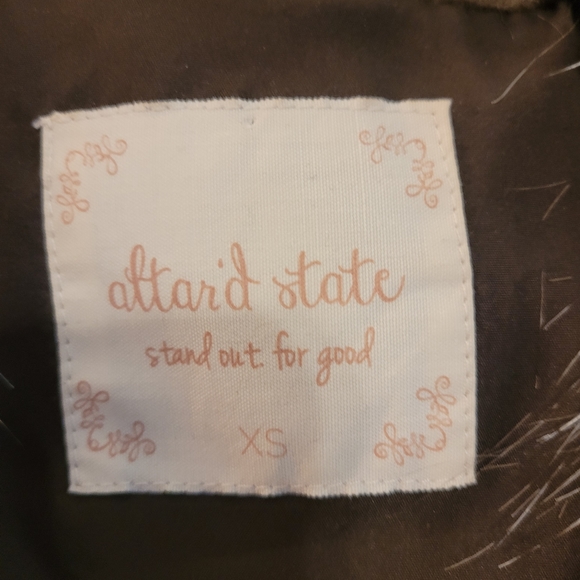 altar'd state
stand out. for good
XS